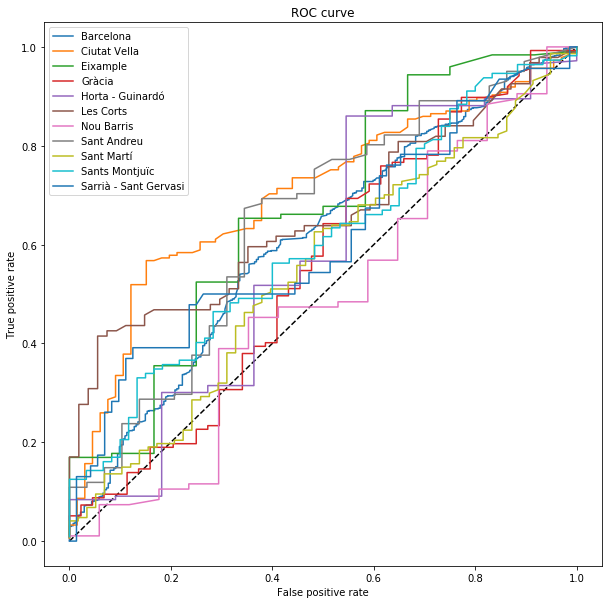 ROC curve
Barcelona
Ciutat Vella
Eixample
Gràcia
Horta - Guinardó
Les Corts
Nou Barris
Sant Andreu
Sant Martí
Sants Montjuïc
Sarrià - Sant Gervasi
True positive rate
1.0
0.8
0.6
0.4
0.2
0.0
0.0 0.2 0.4 0.6 0.8 1.0
False positive rate